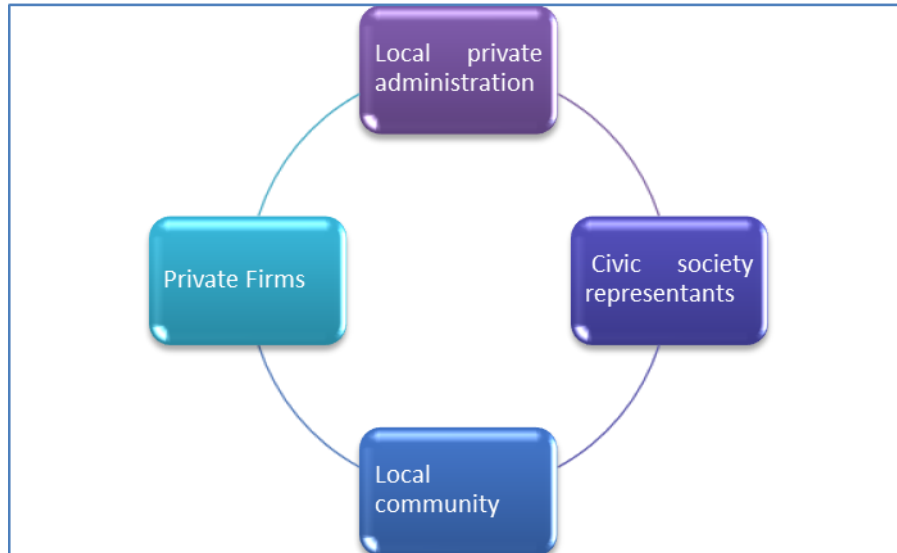 Local private
administration
Private Firms
Civic society
representants
Local
community